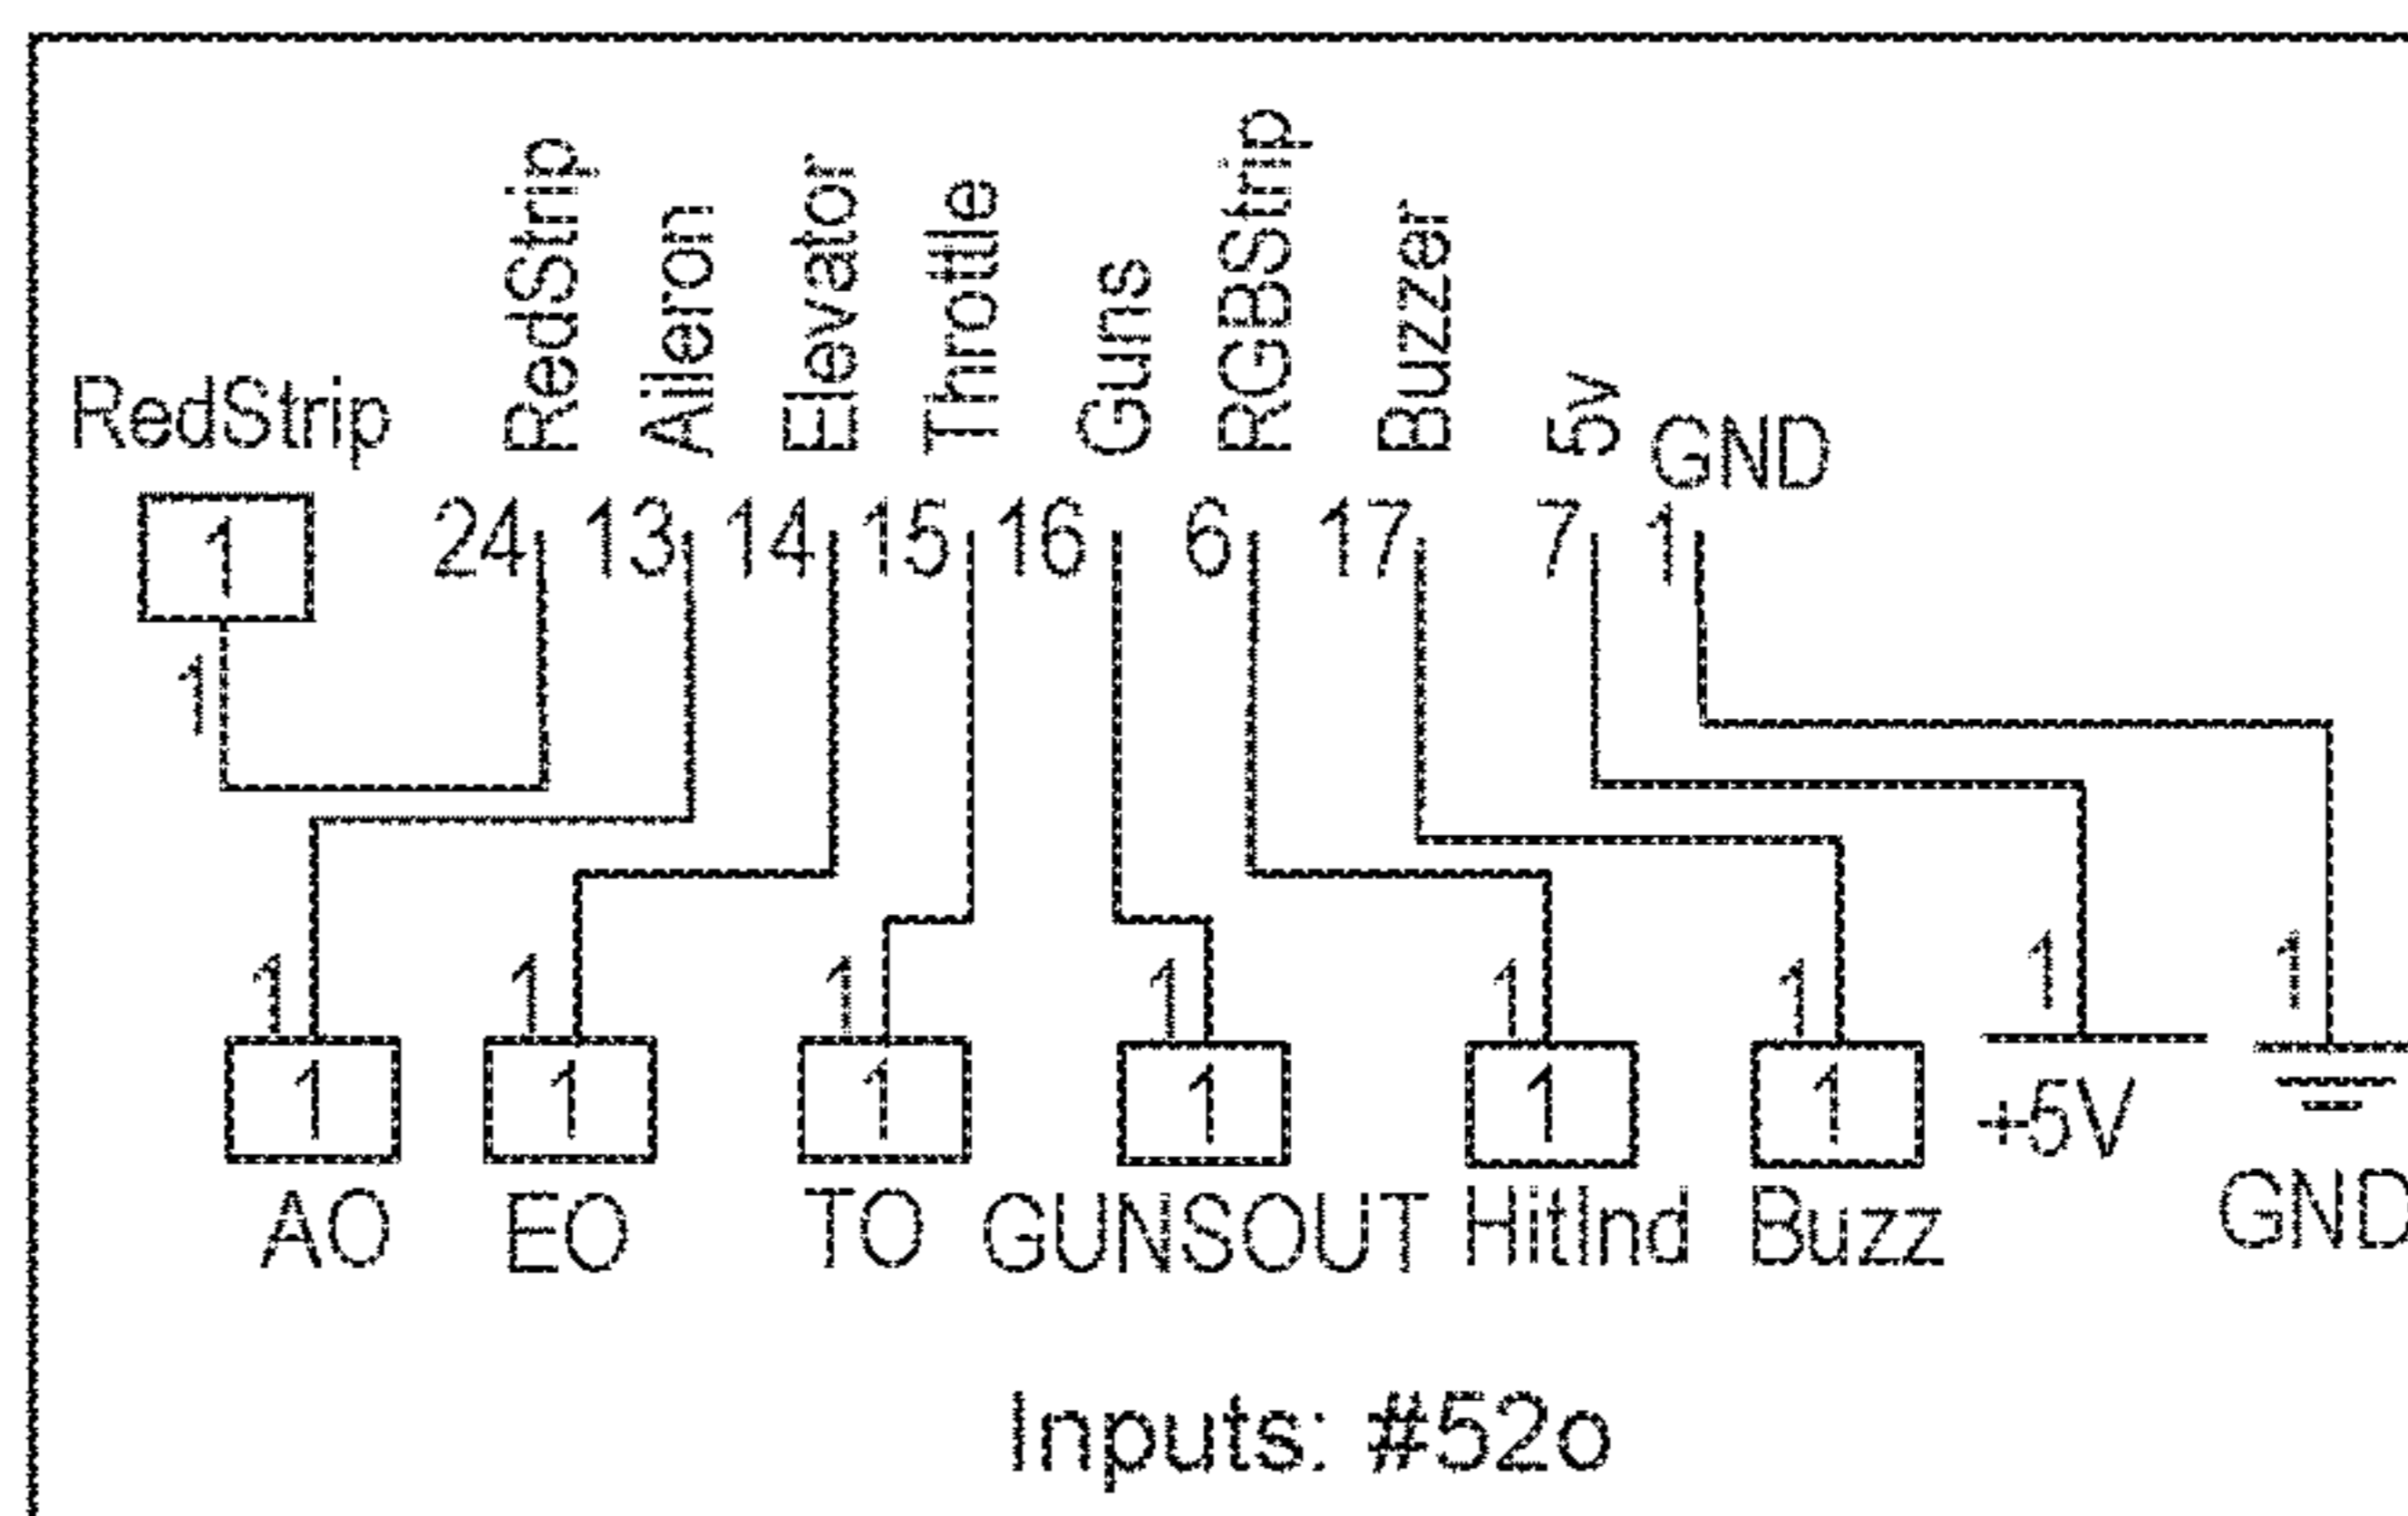 RedStrip
Aileron
Elevator
Throttle
Guns
RGBStrip
Buzzer
5v
GND
RedStrip
1
24 13 14 15 16 6 17 7 1
1
1 1 1 1 1 1 1 1
1 1 1 1 1 1
+5V
AO EO TO GUNSOUT HitInd Buzz GND
Inputs: #52o